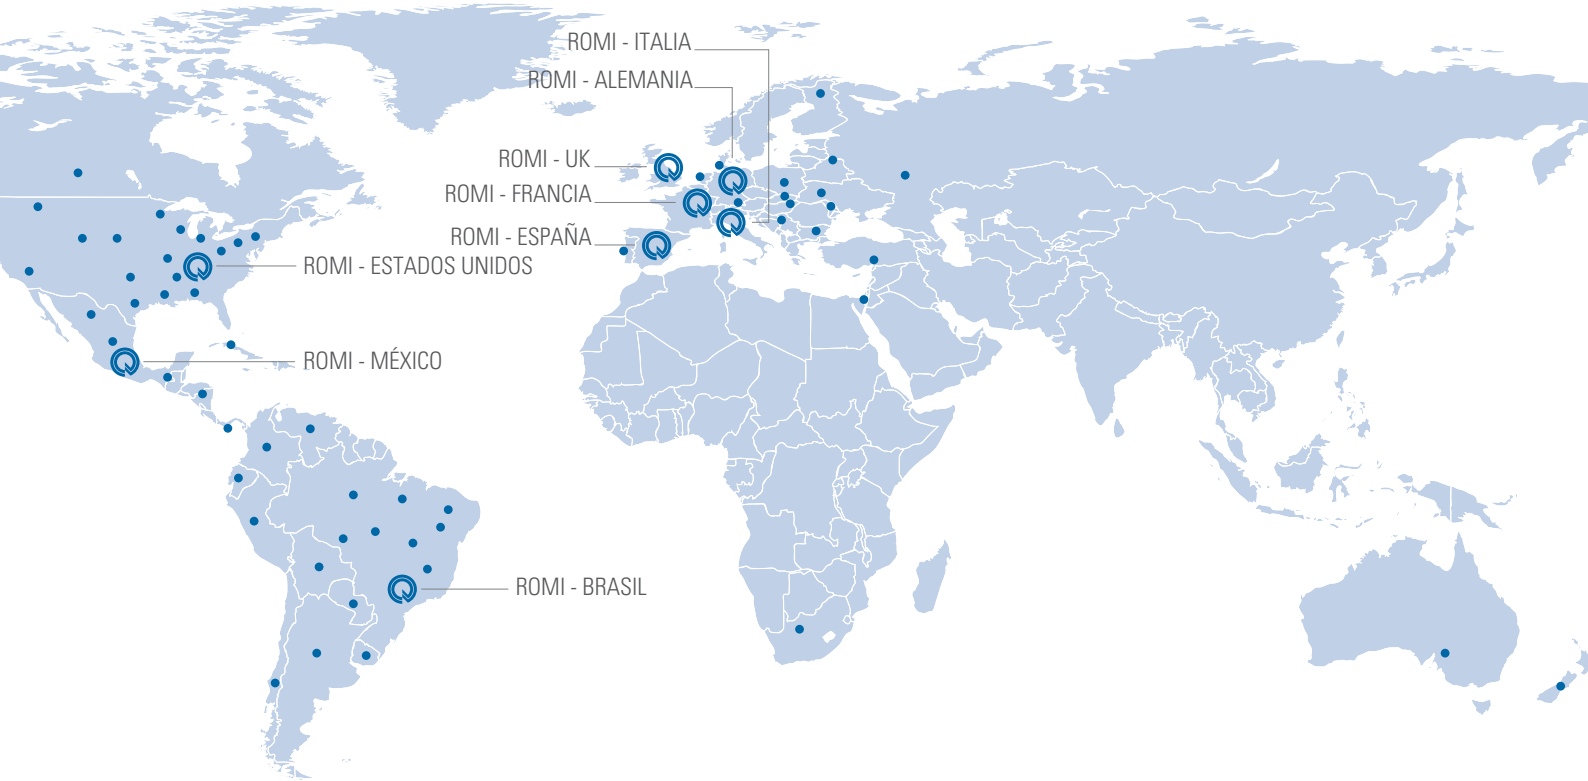 ROMI - ITALIA
ROMI - ALEMANIA
ROMI - UK
ROMI - FRANCIA
ROMI - ESPAÑA
ROMI - ESTADOS UNIDOS
ROMI - MÉXICO
ROMI - BRASIL